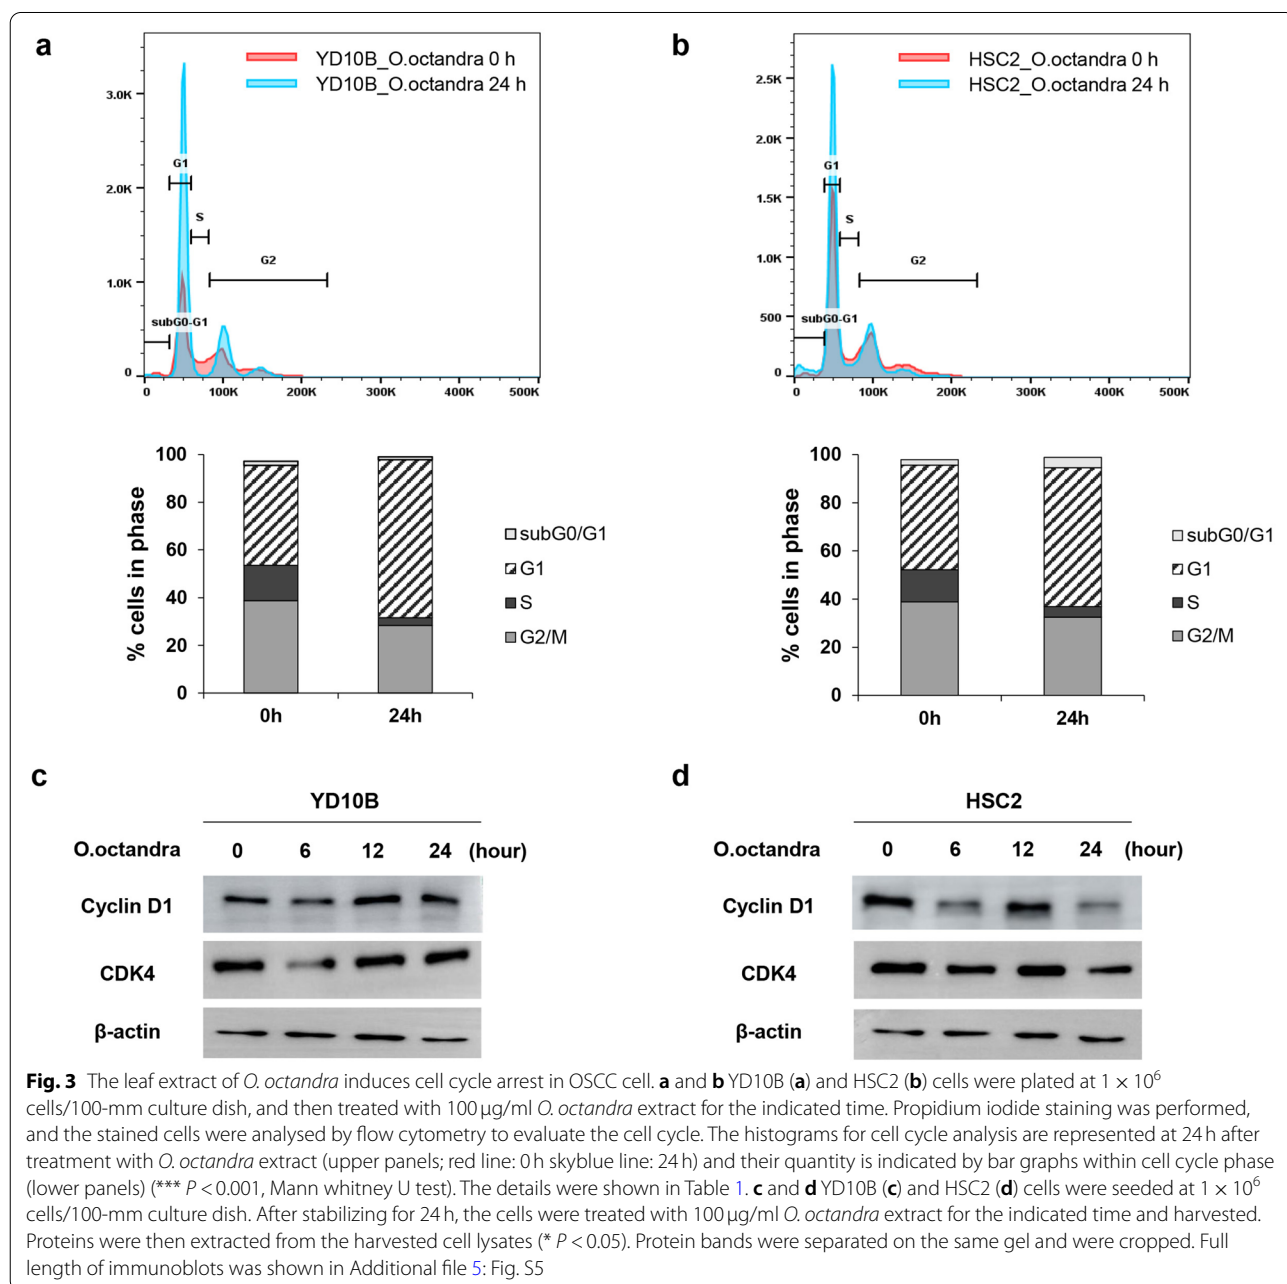 a
YD10B_O.octandra 0 h
YD10B_O.octandra 24 h
3.0K
2.0K
1.0K
0
G1
S
G2
subG0-G1
0 100K 200K 300K 400K 500K
b
HSC2_O.octandra 0 h
HSC2_O.octandra 24 h
2.5K
2.0K
1.5K
1.0K
500
0
G1
S
G2
subG0-G1
0 100K 200K 300K 400K 500K
% cells in phase
100
80
60
40
20
0
0h 24h
subG0/G1
G1
S
G2/M
% cells in phase
100
80
60
40
20
0
0h 24h
subG0/G1
G1
S
G2/M
c
YD10B
O.octandra 0 6 12 24 (hour)
Cyclin D1
CDK4
β-actin
d
HSC2
O.octandra 0 6 12 24 (hour)
Cyclin D1
CDK4
β-actin
Fig. 3 The leaf extract of O. octandra induces cell cycle arrest in OSCC cell. a and b YD10B (a) and HSC2 (b) cells were plated at 1 × 10⁶
cells/100-mm culture dish, and then treated with 100 µg/ml O. octandra extract for the indicated time. Propidium iodide staining was performed,
and the stained cells were analysed by flow cytometry to evaluate the cell cycle. The histograms for cell cycle analysis are represented at 24 h after
treatment with O. octandra extract (upper panels; red line: 0 h skyblue line: 24 h) and their quantity is indicated by bar graphs within cell cycle phase
(lower panels) (*** P < 0.001, Mann whitney U test). The details were shown in Table 1. c and d YD10B (c) and HSC2 (d) cells were seeded at 1 × 10⁶
cells/100-mm culture dish. After stabilizing for 24 h, the cells were treated with 100 µg/ml O. octandra extract for the indicated time and harvested.
Proteins were then extracted from the harvested cell lysates (* P < 0.05). Protein bands were separated on the same gel and were cropped. Full
length of immunoblots was shown in Additional file 5: Fig. S5